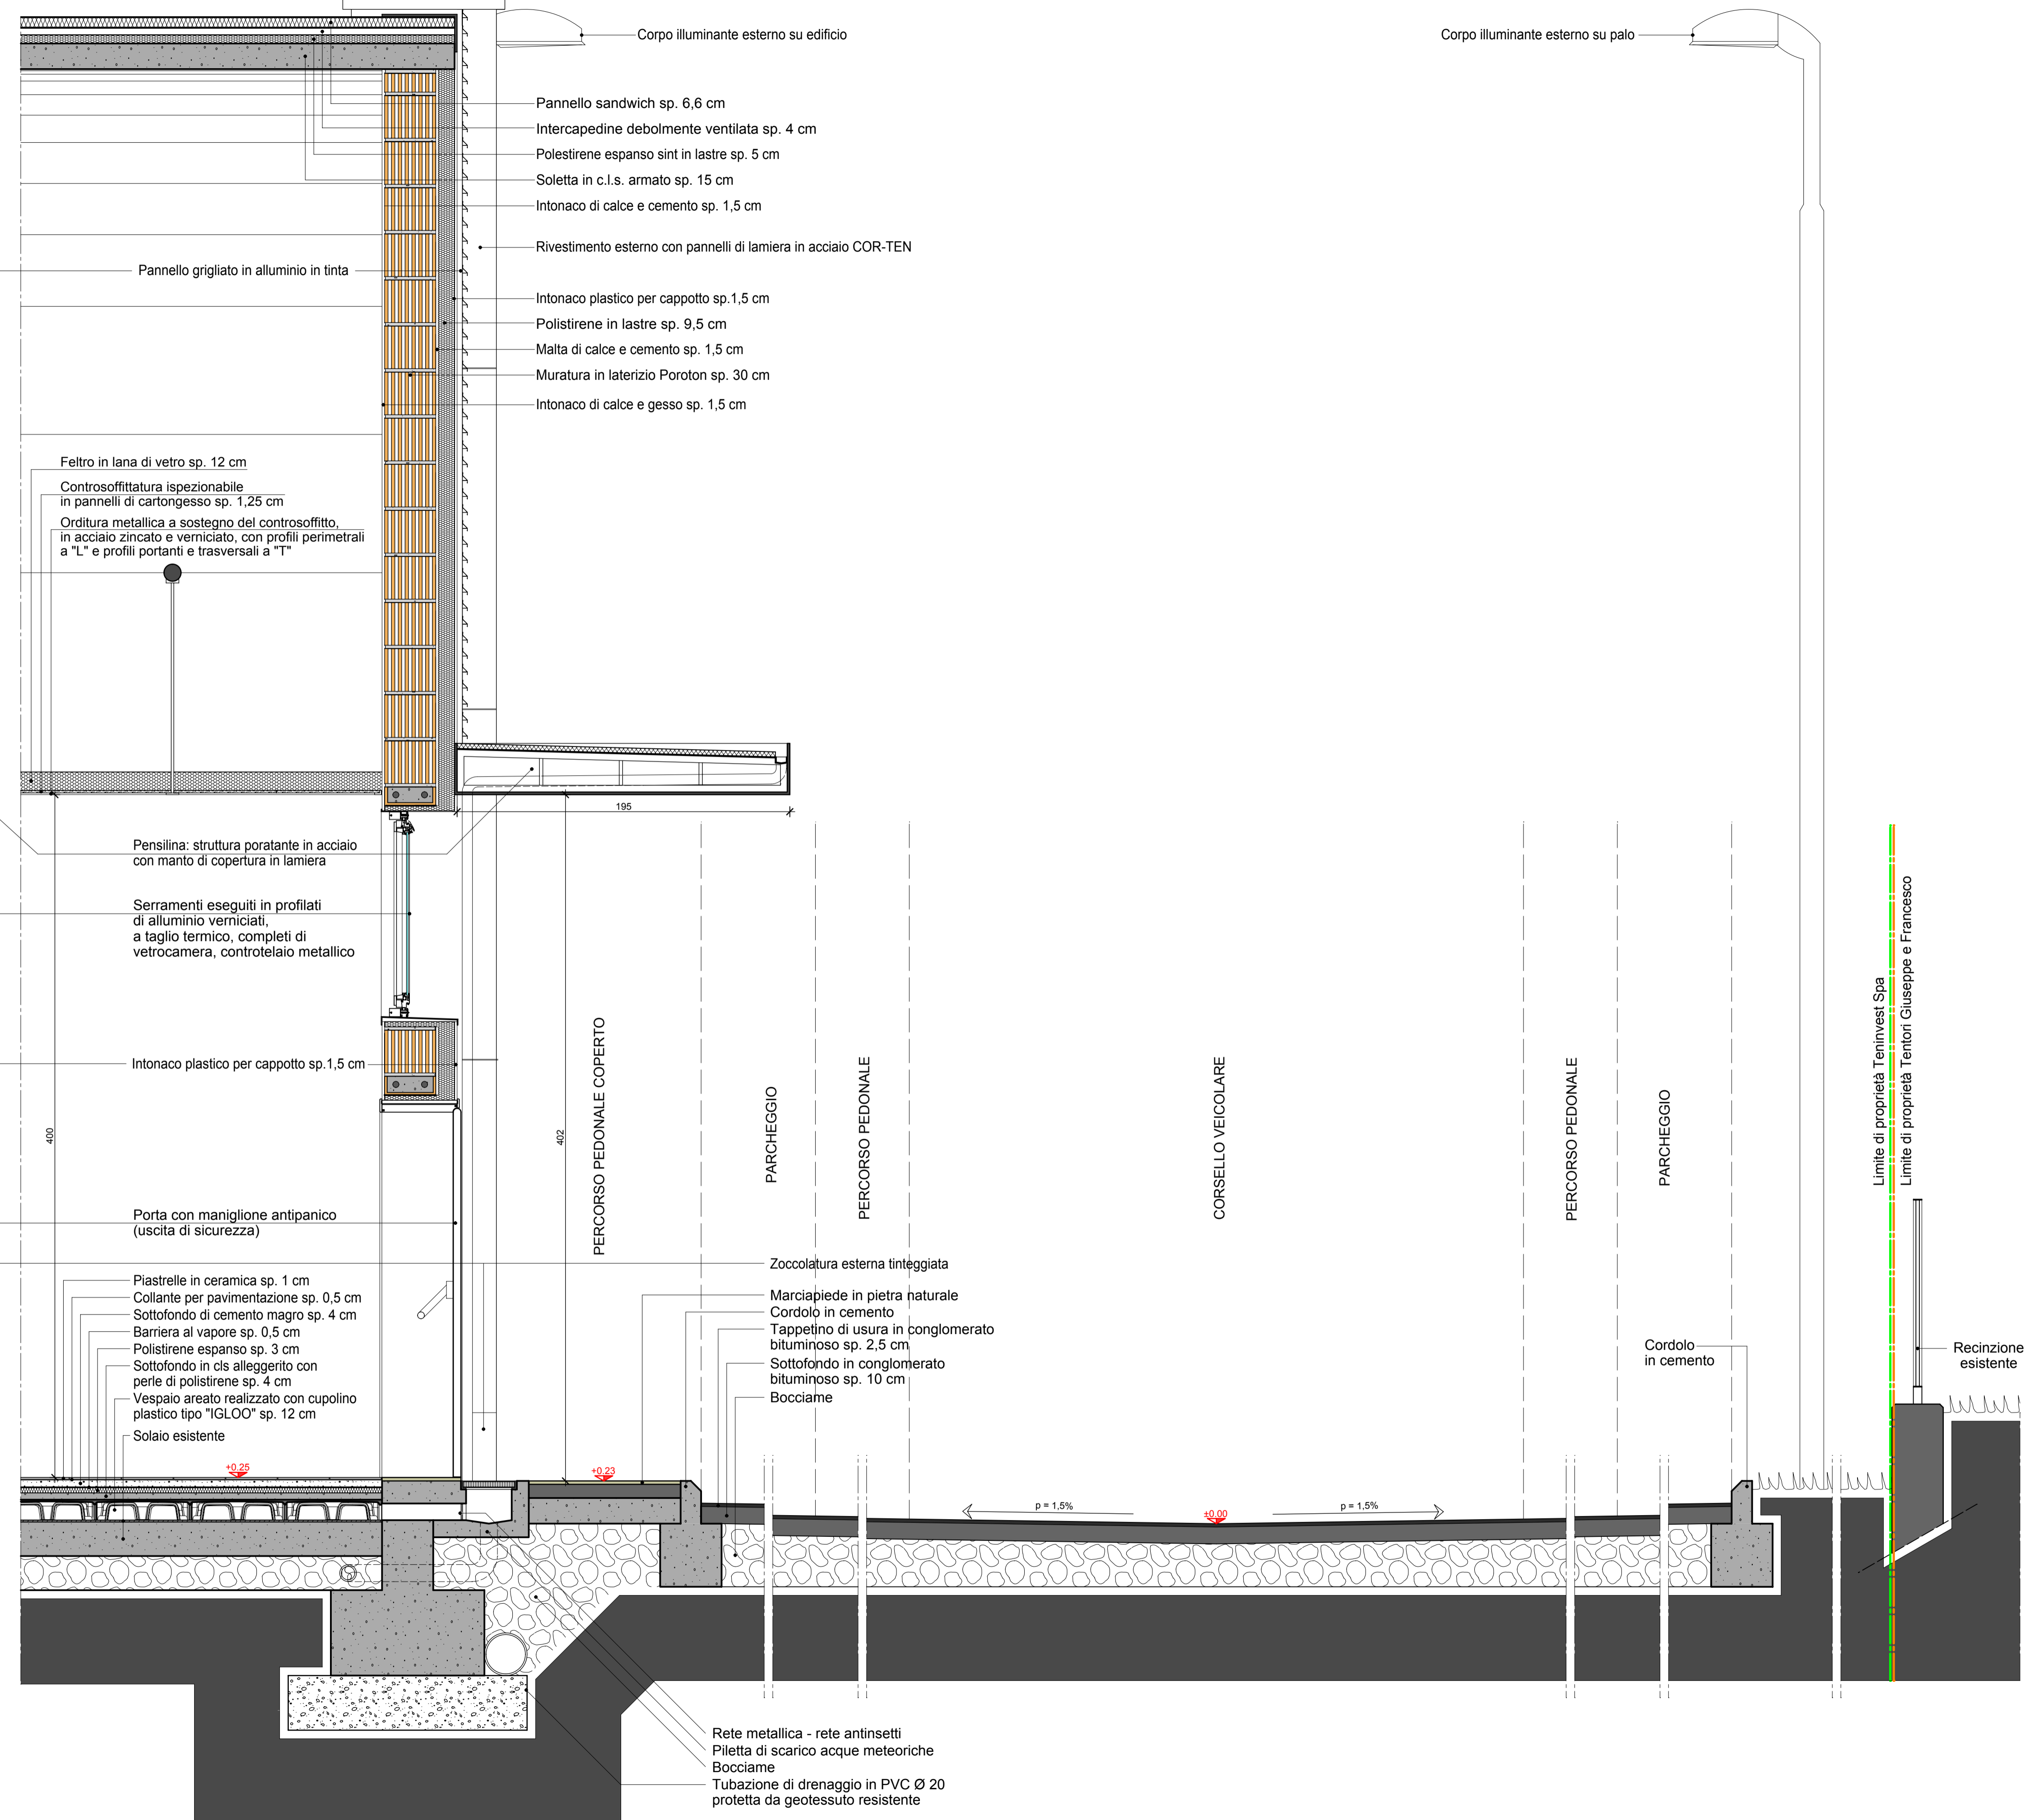 Corpo illuminante esterno su edificio
Corpo illuminante esterno su palo
Pannello sandwich sp. 6,6 cm
Intercapedine debolmente ventilata sp. 4 cm
Polestirene espanso sint in lastre sp. 5 cm
Soletta in c.l.s. armato sp. 15 cm
Intonaco di calce e cemento sp. 1,5 cm
Rivestimento esterno con pannelli di lamiera in acciaio COR-TEN
Pannello grigliato in alluminio in tinta
Intonaco plastico per cappotto sp.1,5 cm
Polistirene in lastre sp. 9,5 cm
Malta di calce e cemento sp. 1,5 cm
Muratura in laterizio Poroton sp. 30 cm
Intonaco di calce e gesso sp. 1,5 cm
Feltro in lana di vetro sp. 12 cm
Controsoffittatura ispezionabile
in pannelli di cartongesso sp. 1,25 cm
Orditura metallica a sostegno del controsoffitto,
in acciaio zincato e verniciato, con profili perimetrali
a "L" e profili portanti e trasversali a "T"
195
Pensilina: struttura poratante in acciaio
con manto di copertura in lamiera
Serramenti eseguiti in profilati
di alluminio verniciati,
a taglio termico, completi di
vetrocamera, controtelaio metallico
Intonaco plastico per cappotto sp.1,5 cm
400
402
PERCORSO PEDONALE COPERTO
PARCHEGGIO
PERCORSO PEDONALE
CORSELLO VEICOLARE
PERCORSO PEDONALE
PARCHEGGIO
Limite di proprietà Teninvest Spa
Limite di proprietà Tentori Giuseppe e Francesco
Porta con maniglione antipanico
(uscita di sicurezza)
Zoccolatura esterna tinteggiata
Piastrelle in ceramica sp. 1 cm
Collante per pavimentazione sp. 0,5 cm
Sottofondo di cemento magro sp. 4 cm
Barriera al vapore sp. 0,5 cm
Polistirene espanso sp. 3 cm
Sottofondo in cls alleggerito con
perle di polistirene sp. 4 cm
Vespaio areato realizzato con cupolino
plastico tipo "IGLOO" sp. 12 cm
Solaio esistente
Marciapiede in pietra naturale
Cordolo in cemento
Tappetino di usura in conglomerato
bituminoso sp. 2,5 cm
Sottofondo in conglomerato
bituminoso sp. 10 cm
Bocciame
Cordolo
in cemento
Recinzione
esistente
+0.25
+0.23
p = 1,5%
±0.00
p = 1,5%
Rete metallica - rete antinsetti
Piletta di scarico acque meteoriche
Bocciame
Tubazione di drenaggio in PVC Ø 20
protetta da geotessuto resistente